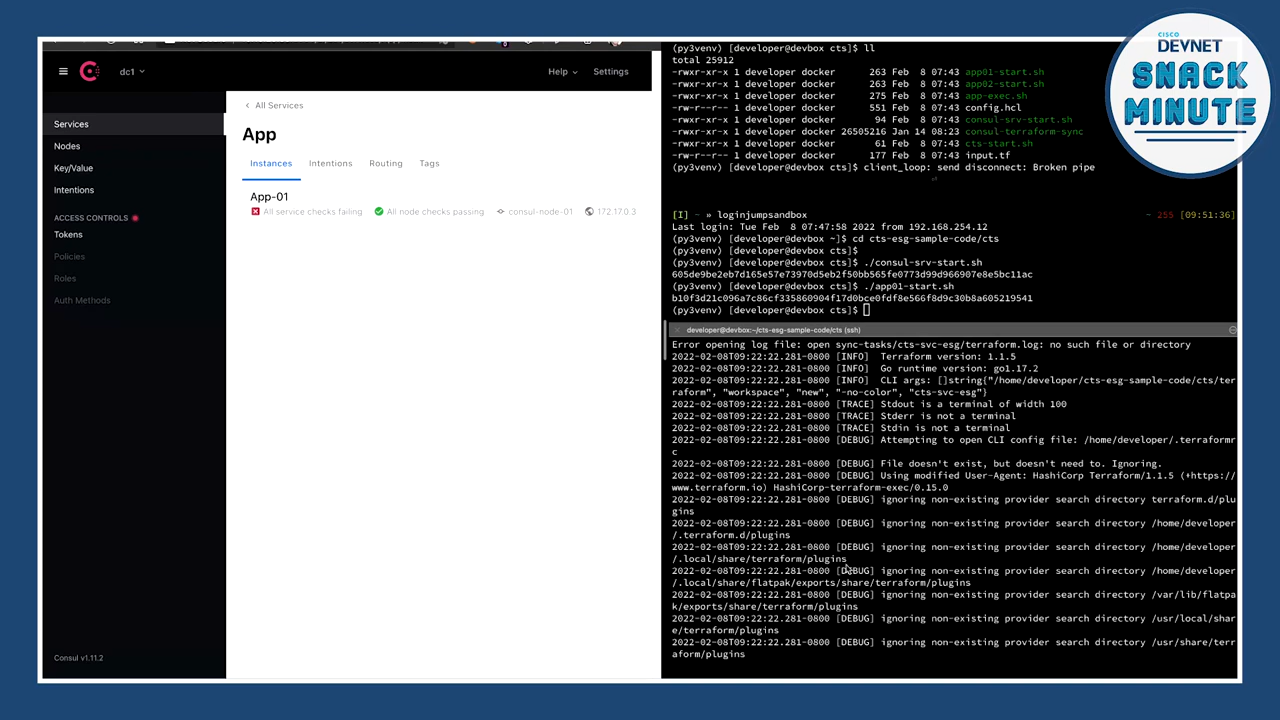 CISCO
DEVNET
SNACK
MINUTE
dc1
Help
Settings
Services
Nodes
Key/Value
Intentions
ACCESS CONTROLS
Tokens
Policies
Roles
Auth Methods
Consul v1.11.2
All Services
App
Instances Intentions Routing Tags
App-01
All service checks failing All node checks passing consul-node-01 172.17.0.3
(py3venv) [developer@devbox cts]$ ll
total 25912
-rwxr-xr-x 1 developer docker 263 Feb 8 07:43 app01-start.sh
-rwxr-xr-x 1 developer docker 263 Feb 8 07:43 app02-start.sh
-rwxr-xr-x 1 developer docker 275 Feb 8 07:43 app-exec.sh
-rw-r--r-- 1 developer docker 551 Feb 8 07:43 config.hcl
-rwxr-xr-x 1 developer docker 94 Feb 8 07:43 consul-srv-start.sh
-rwxr-xr-x 1 developer docker 26505216 Jan 14 08:23 consul-terraform-sync
-rwxr-xr-x 1 developer docker 61 Feb 8 07:43 cts-start.sh
-rw-r--r-- 1 developer docker 177 Feb 8 07:43 input.tf
(py3venv) [developer@devbox cts]$ client_loop: send disconnect: Broken pipe
[I] ~ » loginjumpsandbox ~ 255 [09:51:36]
Last login: Tue Feb 8 07:47:58 2022 from 192.168.254.12
(py3venv) [developer@devbox ~]$ cd cts-esg-sample-code/cts
(py3venv) [developer@devbox cts]$
(py3venv) [developer@devbox cts]$ ./consul-srv-start.sh
605de9be2eb7d165e57e73970d5eb2f50bb565fe0773d99d966907e8e5bc11ac
(py3venv) [developer@devbox cts]$ ./app01-start.sh
b10f3d21c096a7c86cf335860904f17d0bce0fdf8e566f8d9c30b8a605219541
(py3venv) [developer@devbox cts]$
developer@devbox:~/cts-esg-sample-code/cts (ssh)
Error opening log file: open sync-tasks/cts-svc-esg/terraform.log: no such file or directory
2022-02-08T09:22:22.281-0800 [INFO] Terraform version: 1.1.5
2022-02-08T09:22:22.281-0800 [INFO] Go runtime version: go1.17.2
2022-02-08T09:22:22.281-0800 [INFO] CLI args: []string{"/home/developer/cts-esg-sample-code/cts/ter
raform", "workspace", "new", "-no-color", "cts-svc-esg"}
2022-02-08T09:22:22.281-0800 [TRACE] Stdout is a terminal of width 100
2022-02-08T09:22:22.281-0800 [TRACE] Stderr is not a terminal
2022-02-08T09:22:22.281-0800 [TRACE] Stdin is not a terminal
2022-02-08T09:22:22.281-0800 [DEBUG] Attempting to open CLI config file: /home/developer/.terraformr
c
2022-02-08T09:22:22.281-0800 [DEBUG] File doesn't exist, but doesn't need to. Ignoring.
2022-02-08T09:22:22.281-0800 [DEBUG] Using modified User-Agent: HashiCorp Terraform/1.1.5 (+https://
www.terraform.io) HashiCorp-terraform-exec/0.15.0
2022-02-08T09:22:22.281-0800 [DEBUG] ignoring non-existing provider search directory terraform.d/plu
gins
2022-02-08T09:22:22.281-0800 [DEBUG] ignoring non-existing provider search directory /home/developer
/.terraform.d/plugins
2022-02-08T09:22:22.281-0800 [DEBUG] ignoring non-existing provider search directory /home/developer
/.local/share/terraform/plugins
2022-02-08T09:22:22.281-0800 [DEBUG] ignoring non-existing provider search directory /home/developer
/.local/share/flatpak/exports/share/terraform/plugins
2022-02-08T09:22:22.281-0800 [DEBUG] ignoring non-existing provider search directory /var/lib/flatpa
k/exports/share/terraform/plugins
2022-02-08T09:22:22.281-0800 [DEBUG] ignoring non-existing provider search directory /usr/local/shar
e/terraform/plugins
2022-02-08T09:22:22.281-0800 [DEBUG] ignoring non-existing provider search directory /usr/share/terr
aform/plugins